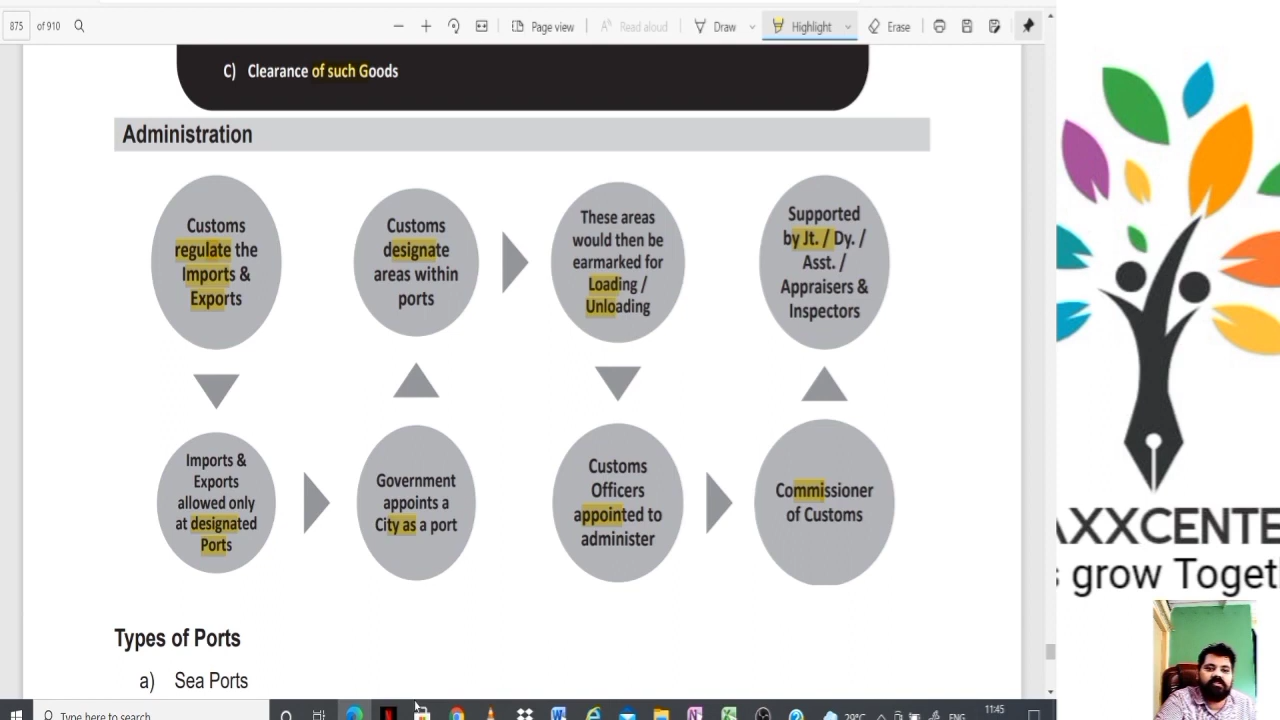 875 of 910
Page view
Read aloud
Draw
Highlight
Erase
C) Clearance of such Goods
Administration
Customs
regulate the
Imports &
Exports
Imports &
Exports
allowed only
at designated
Ports
Government
appoints a
City as a port
Customs
designate
areas within
ports
These areas
would then be
earmarked for
Loading /
Unloading
Customs
Officers
appointed to
administer
Commissioner
of Customs
Supported
by Jt. / Dy. /
Asst. /
Appraisers &
Inspectors
Types of Ports
a) Sea Ports
AXXCENTE
s grow Togeth
Type here to search
29°C
ENG
11:45